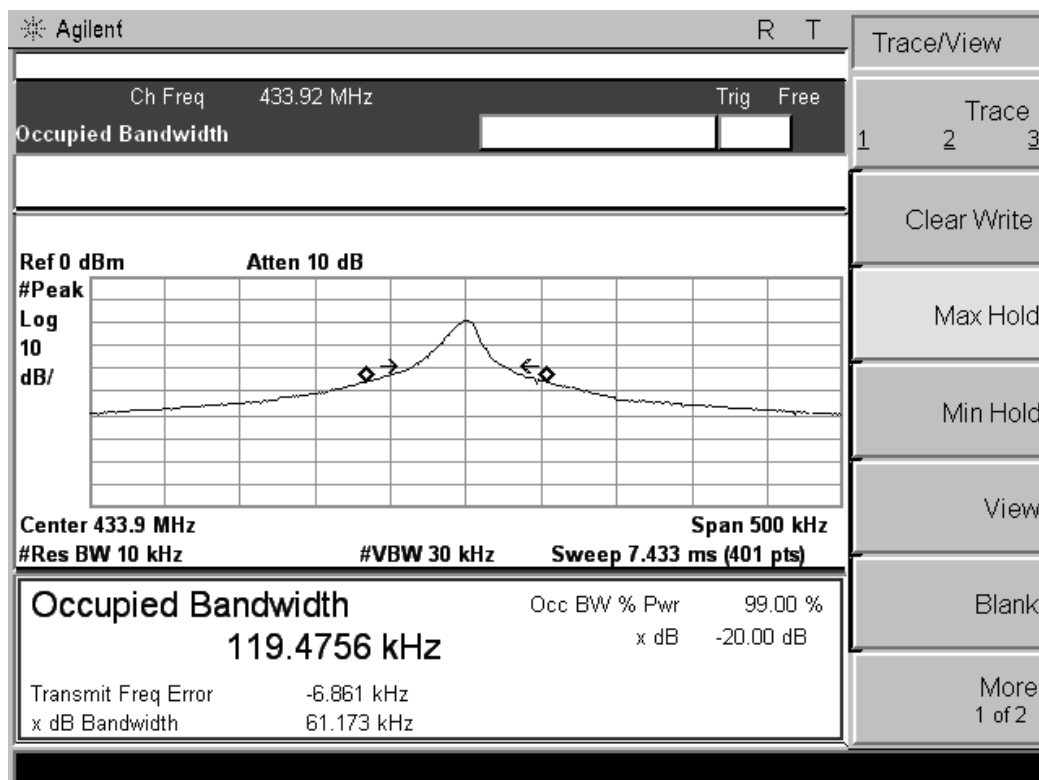 Agilent R T
Trace/View
Ch Freq 433.92 MHz Trig Free
Occupied Bandwidth
Trace
1 2 3
Clear Write
Ref 0 dBm Atten 10 dB
#Peak
Log
10
dB/
Max Hold
Min Hold
View
Center 433.9 MHz Span 500 kHz
#Res BW 10 kHz #VBW 30 kHz Sweep 7.433 ms (401 pts)
Occupied Bandwidth Occ BW % Pwr 99.00 %
119.4756 kHz x dB -20.00 dB
Transmit Freq Error -6.861 kHz
x dB Bandwidth 61.173 kHz
Blank
More
1 of 2